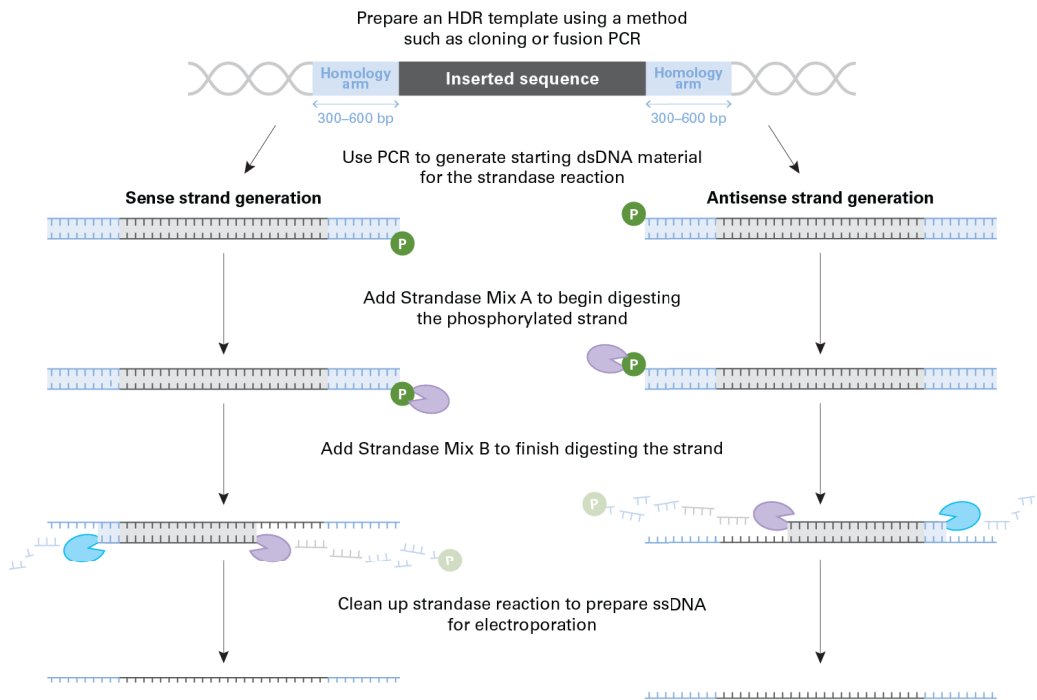 Prepare an HDR template using a method
such as cloning or fusion PCR
Homology
arm
Inserted sequence
Homology
arm
300–600 bp
300–600 bp
Use PCR to generate starting dsDNA material
for the strandase reaction
Sense strand generation
Antisense strand generation
P
P
Add Strandase Mix A to begin digesting
the phosphorylated strand
P
P
Add Strandase Mix B to finish digesting the strand
P
P
Clean up strandase reaction to prepare ssDNA
for electroporation